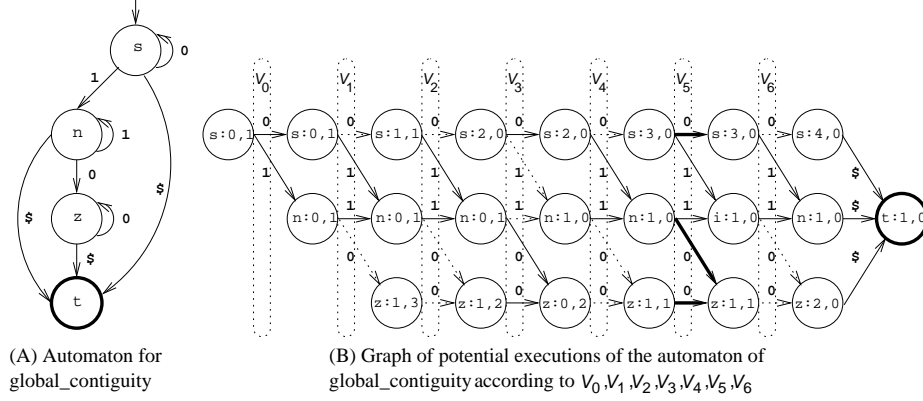 s
0
1
n
1
0
$
$
z
0
$
t
(A) Automaton for
global_contiguity
V0 V1 V2 V3 V4 V5 V6
0 0 0 0 0 0 0
s:0,1 s:0,1 s:1,1 s:2,0 s:2,0 s:3,0 s:3,0 s:4,0
1 1 1 1 1 1 1 $
1 1 1 1 1 1
n:0,1 n:0,1 n:0,1 n:1,0 n:1,0 i:1,0 n:1,0 $ t:1,0
0 0 0 0 0 0 $
0 0 0 0 0
z:1,3 z:1,2 z:0,2 z:1,1 z:1,1 z:2,0
(B) Graph of potential executions of the automaton of
global_contiguity according to V0,V1,V2,V3,V4,V5,V6